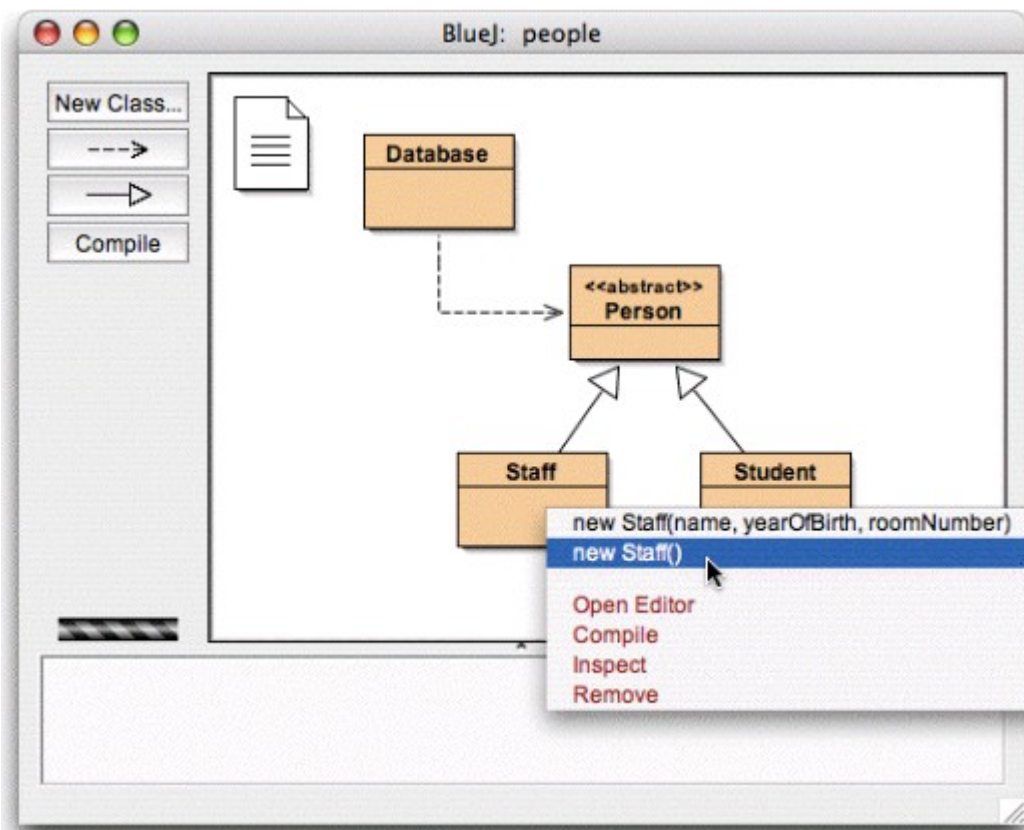 BlueJ: people
New Class...
Compile
Database
<<abstract>>
Person
Staff
Student
new Staff(name, yearOfBirth, roomNumber)
new Staff()
Open Editor
Compile
Inspect
Remove